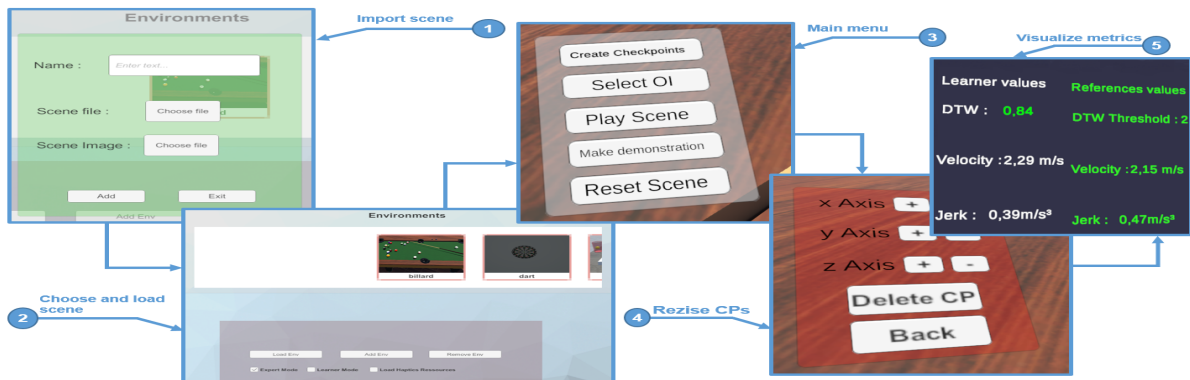 Environments
Import scene
1
Name :
Enter text...
Scene file :
Choose file
Scene Image :
Choose file
Add
Exit
Add Env
Create Checkpoints
Select OI
Play Scene
Make demonstration
Reset Scene
Main menu
3
Visualize metrics
5
Learner values
References values
DTW : 0,84
DTW Threshold : 2
Velocity :2,29 m/s
Velocity :2,15 m/s
Jerk : 0,39m/s³
Jerk : 0,47m/s³
Choose and load
scene
2
Environments
billard
dart
Load Env
Add Env
Remove Env
Expert Mode
Learner Mode
Load Haptics Ressources
4
Rezise CPs
x Axis +
y Axis +
z Axis + -
Delete CP
Back